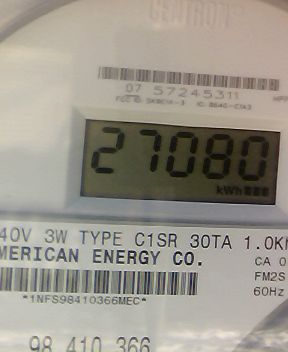 CENTRON®
07 57245311
27080
kWh
40V 3W TYPE C1SR 30TA 1.0K
MERICAN ENERGY CO.
CA 0
FM2S
60Hz
*1NFS98410366MEC*
98 410 366